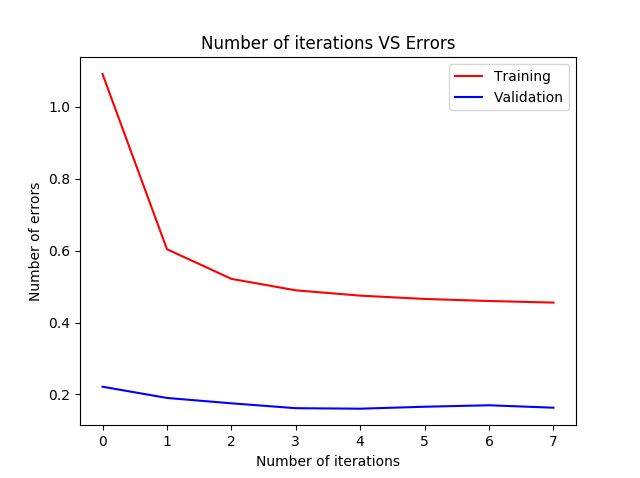 Number of iterations VS Errors
Training
Validation
Number of errors
1.0
0.8
0.6
0.4
0.2
0 1 2 3 4 5 6 7
Number of iterations